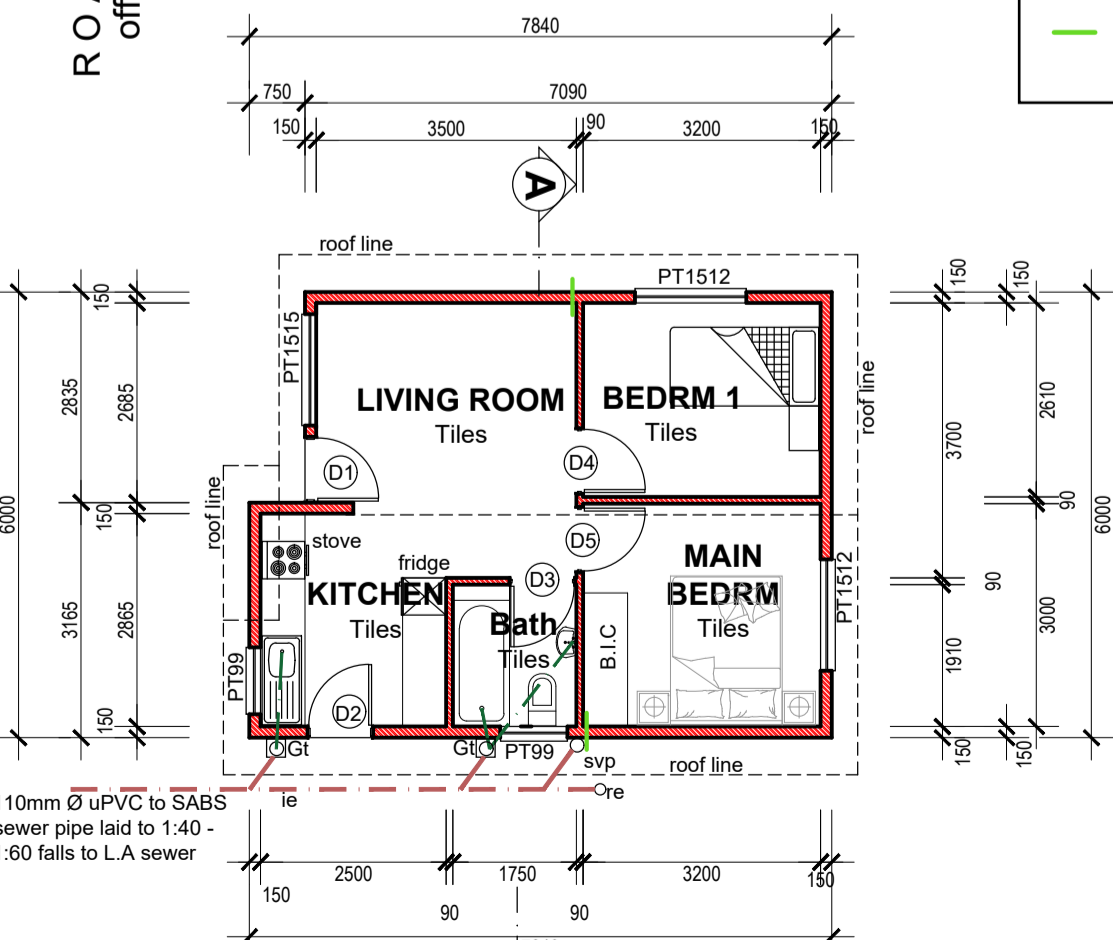 R O A
off
7840
750
7090
150
3500
90
3200
150
A
roof line
PT1512
150
150
150
PT1515
LIVING ROOM
Tiles
BEDRM 1
Tiles
roof line
2835
2685
2610
3700
D1
D4
6000
roof line
150
90
6000
stove
D5
fridge
D3
MAIN
BEDRM
Tiles
KITCHEN
Tiles
Bath
Tiles
B.I.C
PT1512
90
3165
2865
3000
1910
PT99
D2
150
Gt
Gt
PT99
svp
roof line
150
150
re
10mm Ø uPVC to SABS
ie
sewer pipe laid to 1:40 -
1:60 falls to L.A sewer
2500
1750
3200
150
150
90
90